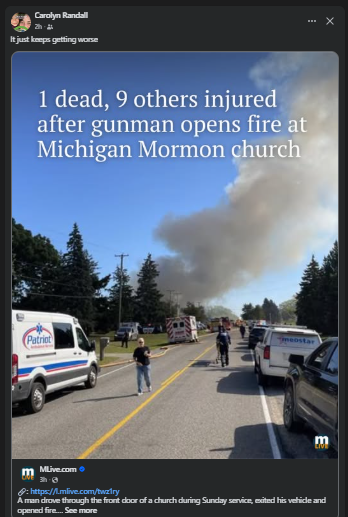 Carolyn Randall
2h
It just keeps getting worse
1 dead, 9 others injured
after gunman opens fire at
Michigan Mormon church
Patriot
m
LIVE
MLive.com
3h
https://l.mlive.com/twz1ry
A man drove through the front door of a church during Sunday service, exited his vehicle and
opened fire.... See more